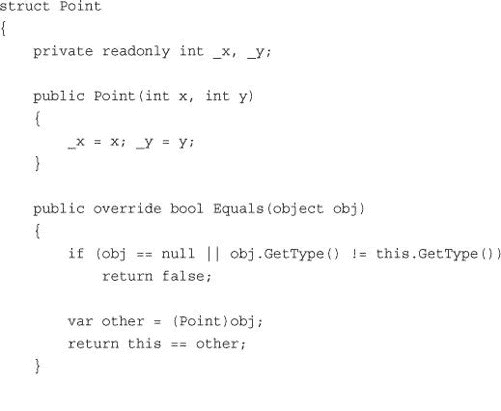 struct Point
{
    private readonly int _x, _y;

    public Point(int x, int y)
    {
        _x = x; _y = y;
    }

    public override bool Equals(object obj)
    {
        if (obj == null || obj.GetType() != this.GetType())
            return false;

        var other = (Point)obj;
        return this == other;
    }